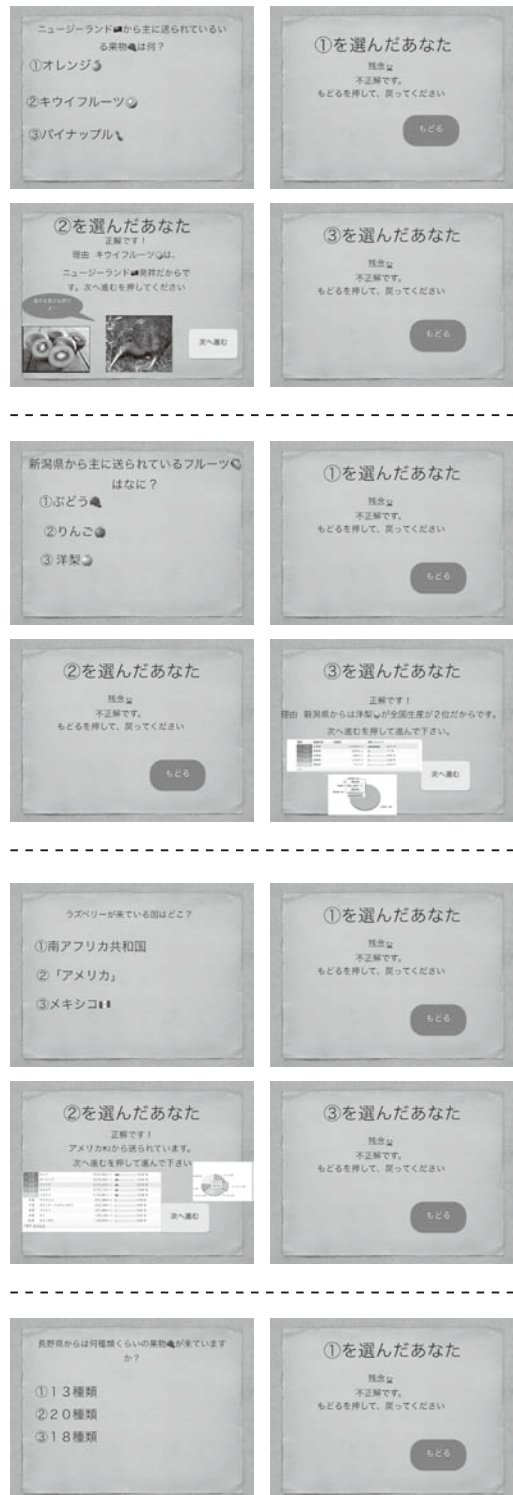 ニュージーランドから主に送られているい
る果物は何？
①オレンジ
②キウイフルーツ
③パイナップル
①を選んだあなた
残念
不正解です。
もどるを押して、戻ってください
もどる
②を選んだあなた
正解です！
理由 キウイフルーツは、
ニュージーランド発祥だからで
す。次へ進むを押してください
次へ進む
③を選んだあなた
残念
不正解です。
もどるを押して、戻ってください
もどる
新潟県から主に送られているフルーツ
はなに？
①ぶどう
②りんご
③洋梨
①を選んだあなた
残念
不正解です。
もどるを押して、戻ってください
もどる
②を選んだあなた
残念
不正解です。
もどるを押して、戻ってください
もどる
③を選んだあなた
正解です！
理由 新潟県からは洋梨が全国生産が２位だからです。
次へ進むを押して進んで下さい。
次へ進む
ラズベリーが来ている国はどこ？
①南アフリカ共和国
②「アメリカ」
③メキシコ
①を選んだあなた
残念
不正解です。
もどるを押して、戻ってください
もどる
②を選んだあなた
正解です！
アメリカから送られています。
次へ進むを押して進んで下さい
次へ進む
③を選んだあなた
残念
不正解です。
もどるを押して、戻ってください
もどる
長野県からは何種類くらいの果物が来ています
か？
①１３種類
②２０種類
③１８種類
①を選んだあなた
残念
不正解です。
もどるを押して、戻ってください
もどる